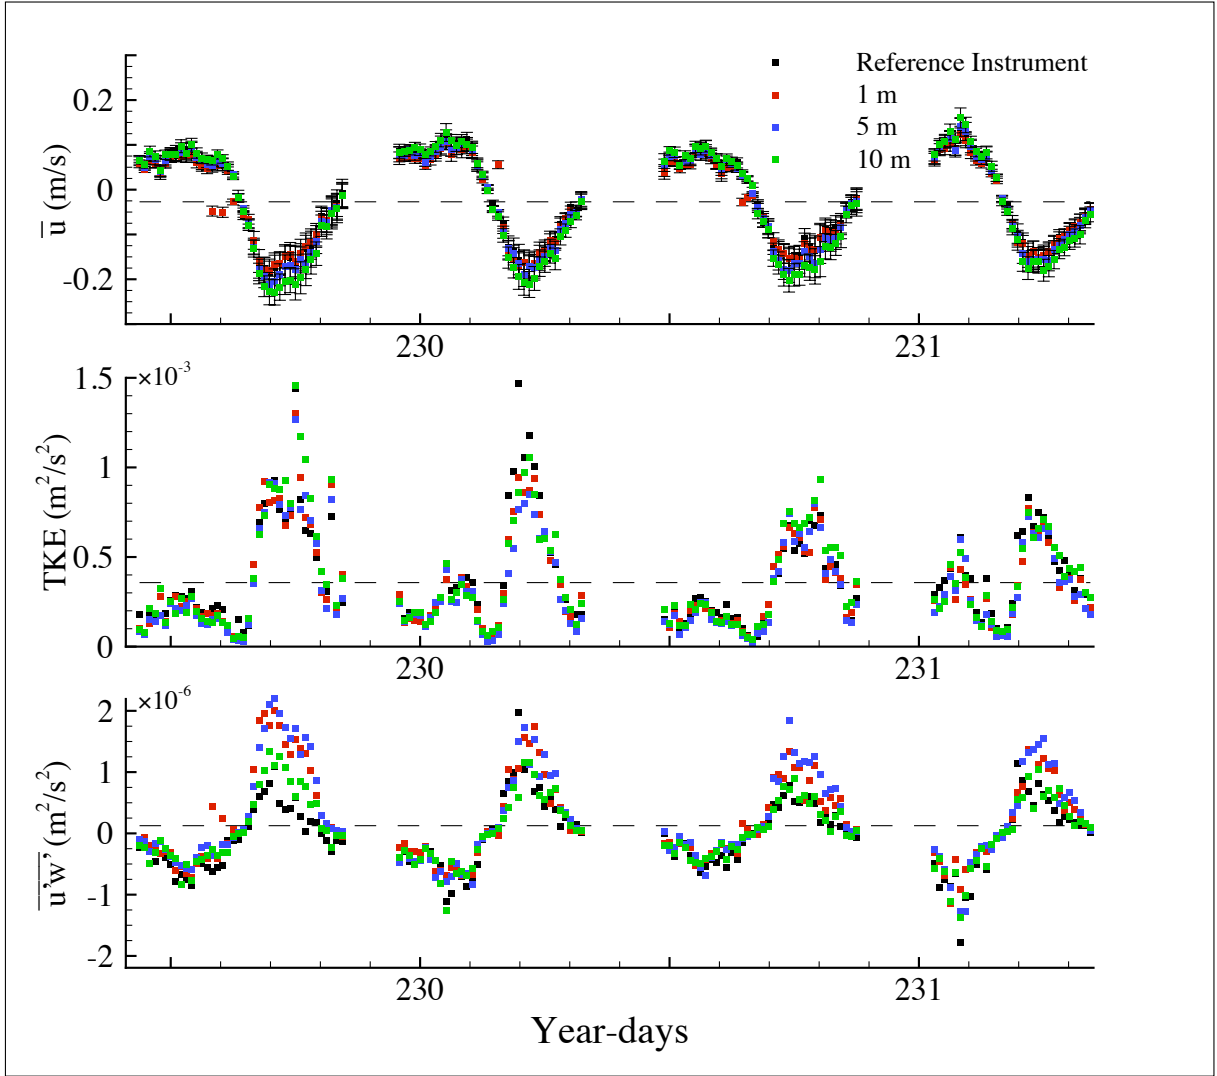 Reference Instrument
1 m
5 m
10 m
0.2
0
-0.2
u (m/s)
230
231
×10-3
1.5
1
0.5
0
TKE (m2/s2)
230
231
×10-6
2
1
0
-1
-2
u'w' (m2/s2)
230
231
Year-days